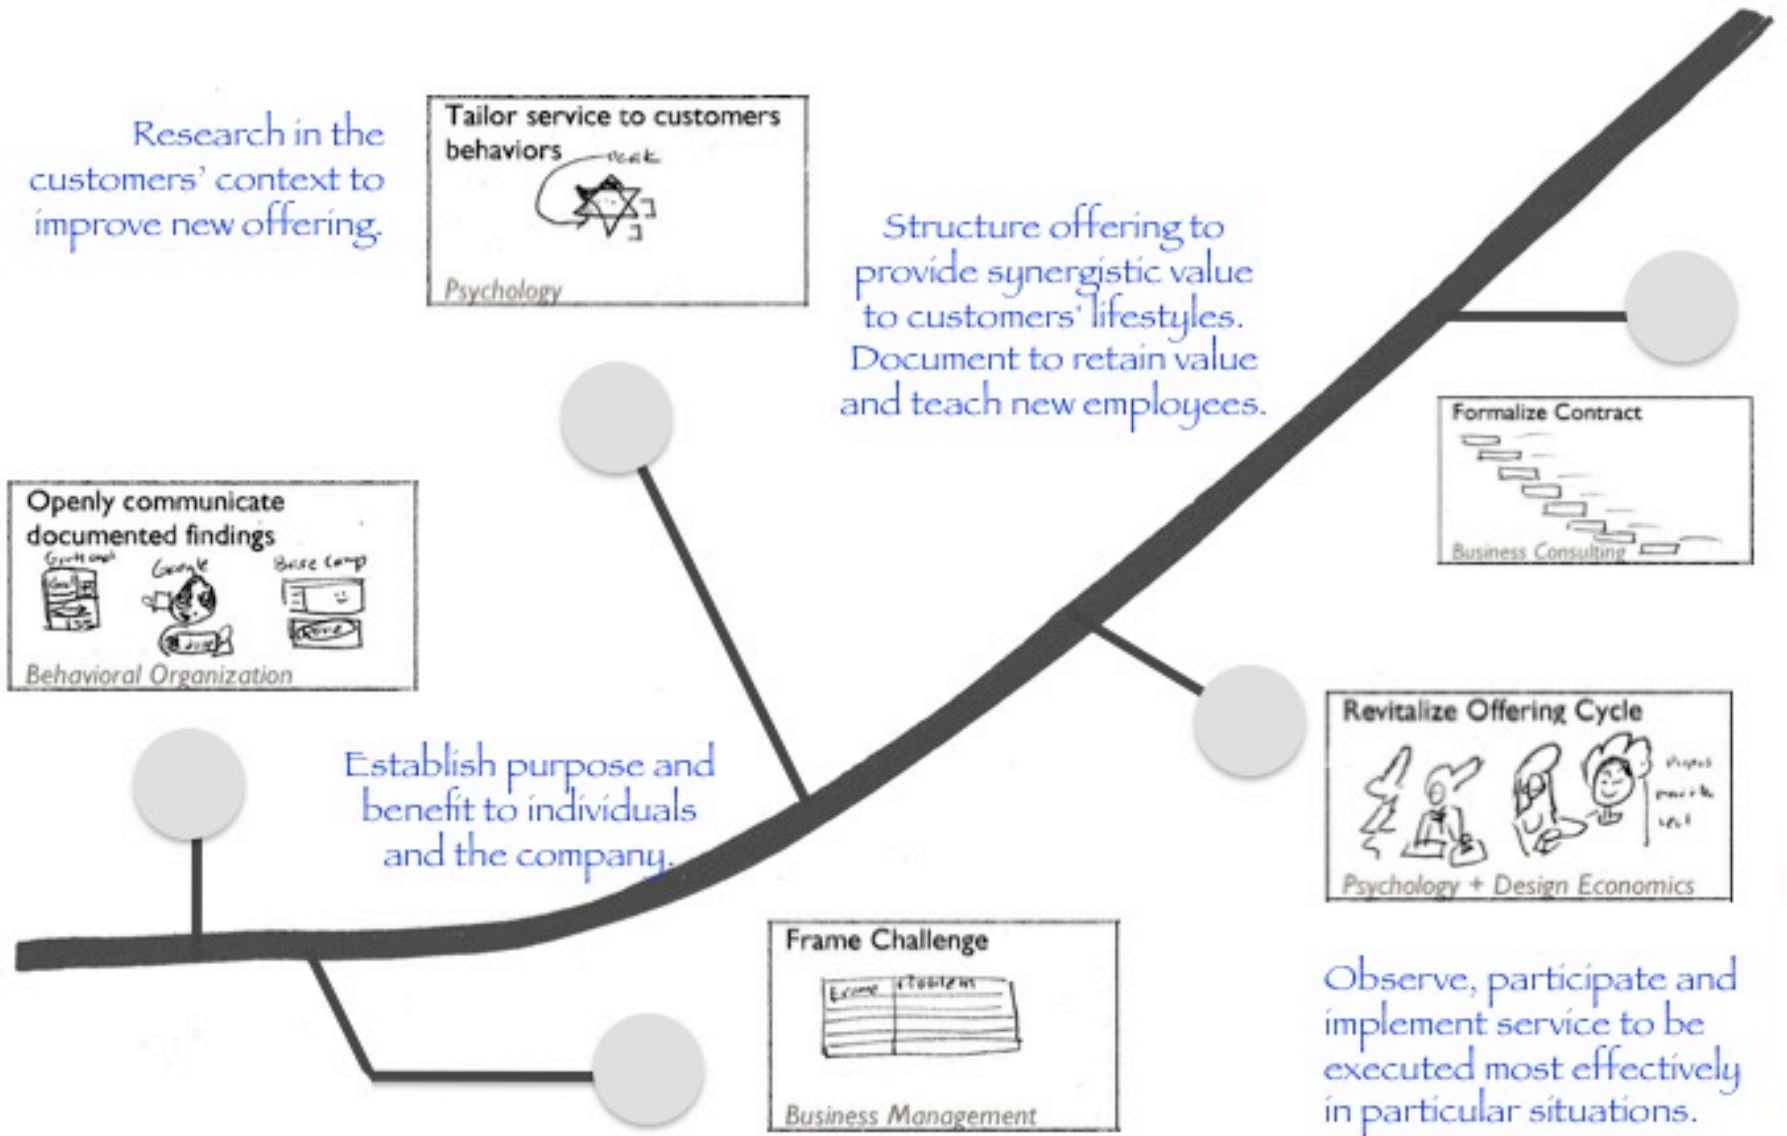 Research in the
customers' context to
improve new offering.
Tailor service to customers
behaviors
Psychology
Structure offering to
provide synergistic value
to customers' lifestyles.
Document to retain value
and teach new employees.
Formalize Contract
Business Consulting
Openly communicate
documented findings
Google
Base Camp
Behavioral Organization
Establish purpose and
benefit to individuals
and the company.
Revitalize Offering Cycle
Psychology + Design Economics
Frame Challenge
Frame Problem
Business Management
Observe, participate and
implement service to be
executed most effectively
in particular situations.